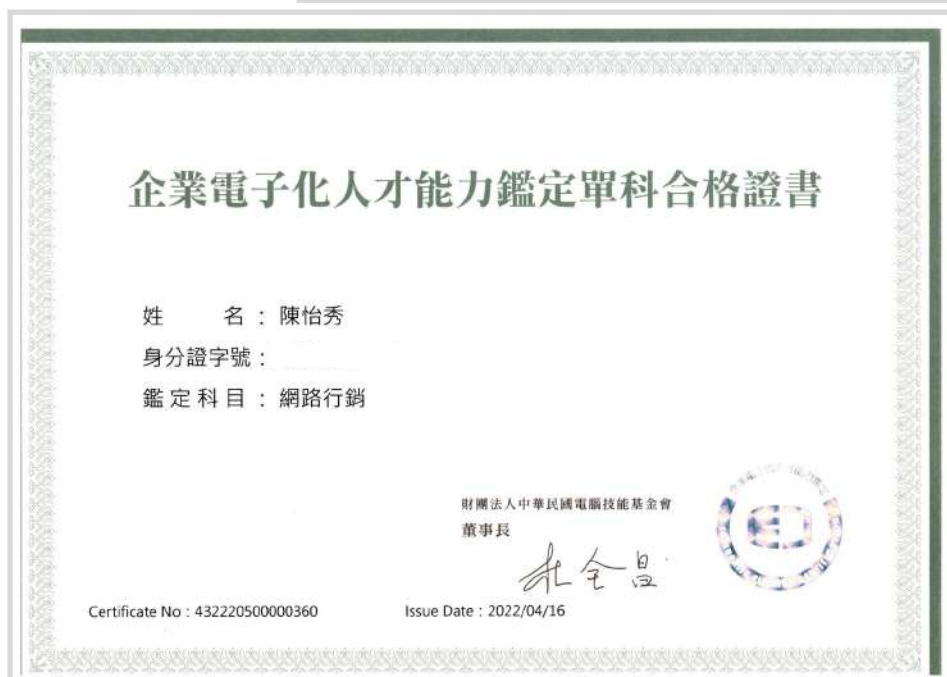 企業電子化人才能力鑑定單科合格證書
姓 名 : 陳怡秀
身分證字號 :
鑑定科目 : 網路行銷
財團法人中華民國電腦技能基金會
董事長
杜全昌
Certificate No : 432220500000360
Issue Date : 2022/04/16